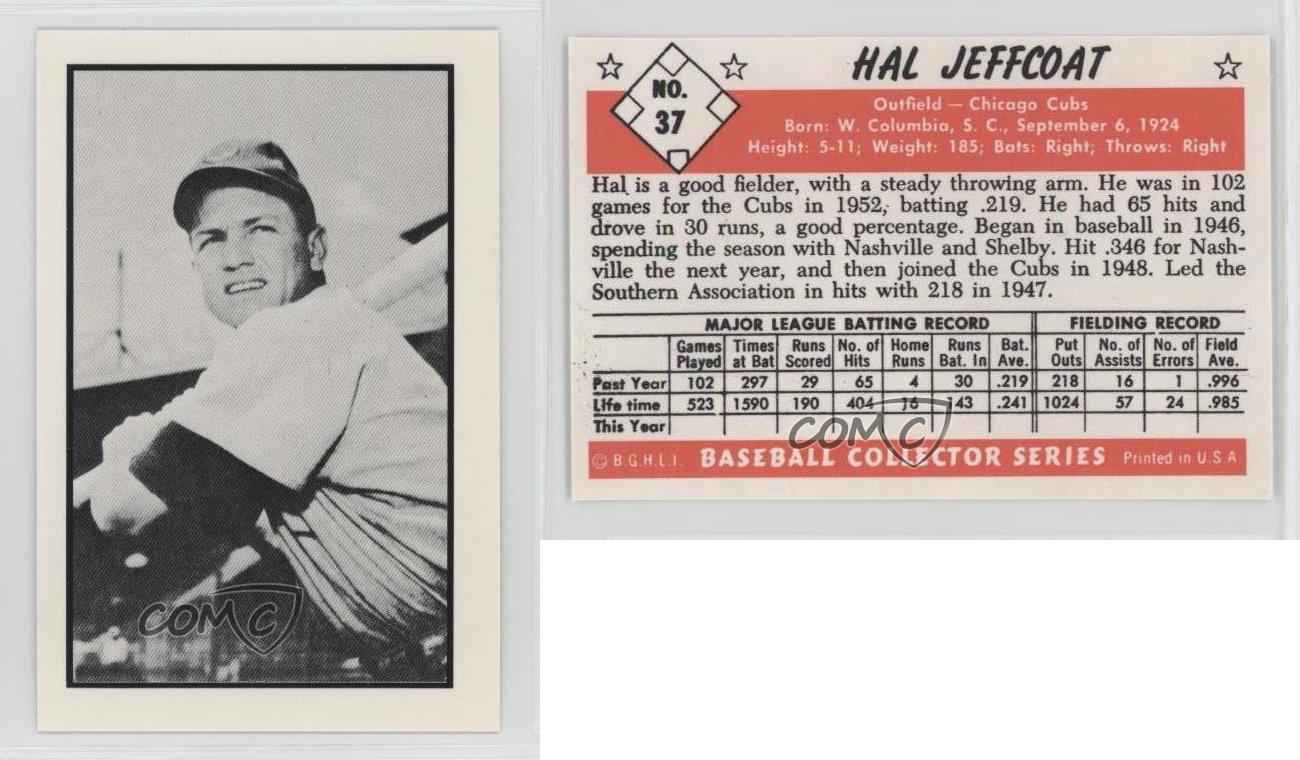 COMC
HAL JEFFCOAT
NO.
37
Outfield — Chicago Cubs
Born: W. Columbia, S. C., September 6, 1924
Height: 5-11; Weight: 185; Bats: Right; Throws: Right
Hal is a good fielder, with a steady throwing arm. He was in 102
games for the Cubs in 1952, batting .219. He had 65 hits and
drove in 30 runs, a good percentage. Began in baseball in 1946,
spending the season with Nashville and Shelby. Hit .346 for Nash-
ville the next year, and then joined the Cubs in 1948. Led the
Southern Association in hits with 218 in 1947.
MAJOR LEAGUE BATTING RECORD FIELDING RECORD
Games Times Runs No. of Home Runs Bat. Put No. of No. of Field
Played at Bat Scored Hits Runs Bat. In Ave. Outs Assists Errors Ave.
Past Year 102 297 29 65 4 30 .219 218 16 1 .996
Life time 523 1590 190 404 16 143 .241 1024 57 24 .985
This Year
COMC
© B.G.H.L.I. BASEBALL COLLECTOR SERIES Printed in U.S.A